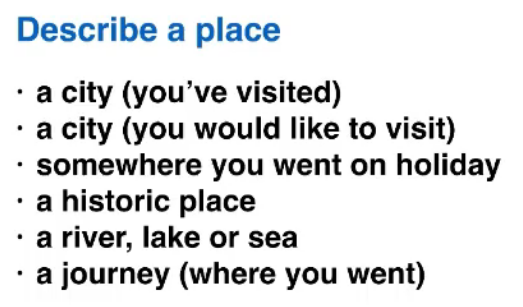 Describe a place
· a city (you've visited)
· a city (you would like to visit)
· somewhere you went on holiday
· a historic place
· a river, lake or sea
· a journey (where you went)